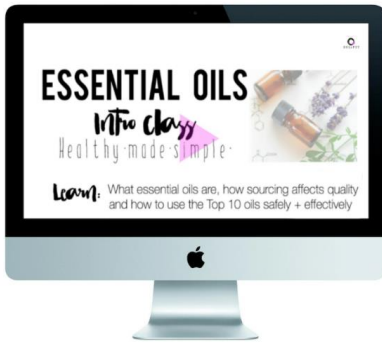 ESSENTIAL OILS
Intro Class
Healthy·made·simple·
Learn: What essential oils are, how sourcing affects quality
and how to use the Top 10 oils safely + effectively